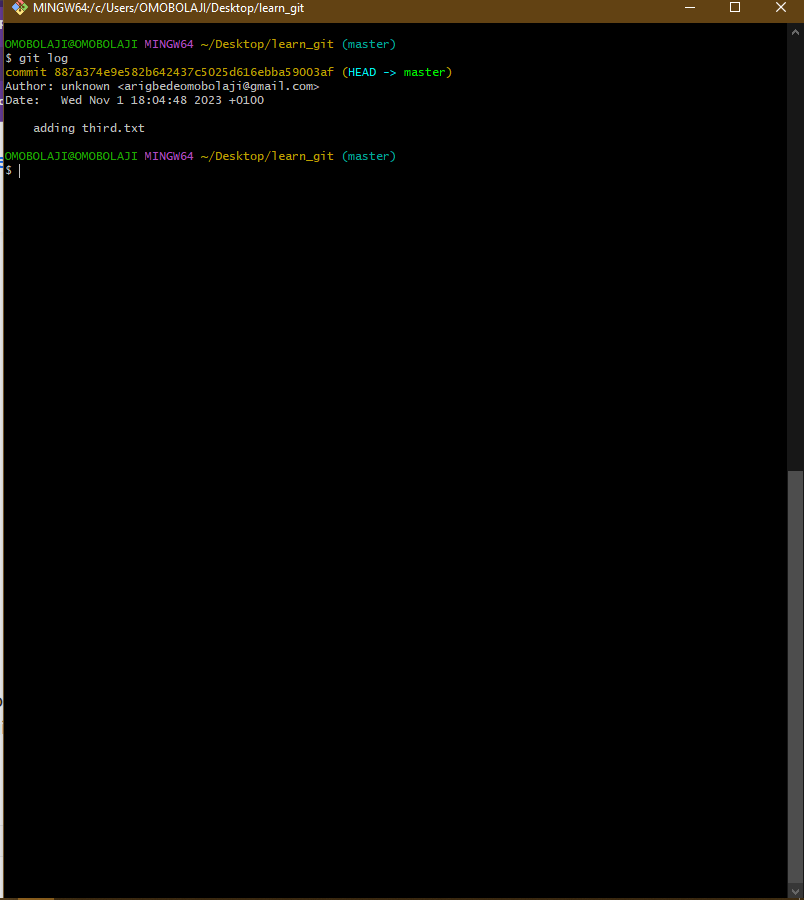 MINGW64:/c/Users/OMOBOLAJI/Desktop/learn_git
OMOBOLAJI@OMOBOLAJI MINGW64 ~/Desktop/learn_git (master)
$ git log
commit 887a374e9e582b642437c5025d616ebba59003af (HEAD -> master)
Author: unknown <arigbedeomobolaji@gmail.com>
Date:   Wed Nov 1 18:04:48 2023 +0100
    adding third.txt
OMOBOLAJI@OMOBOLAJI MINGW64 ~/Desktop/learn_git (master)
$